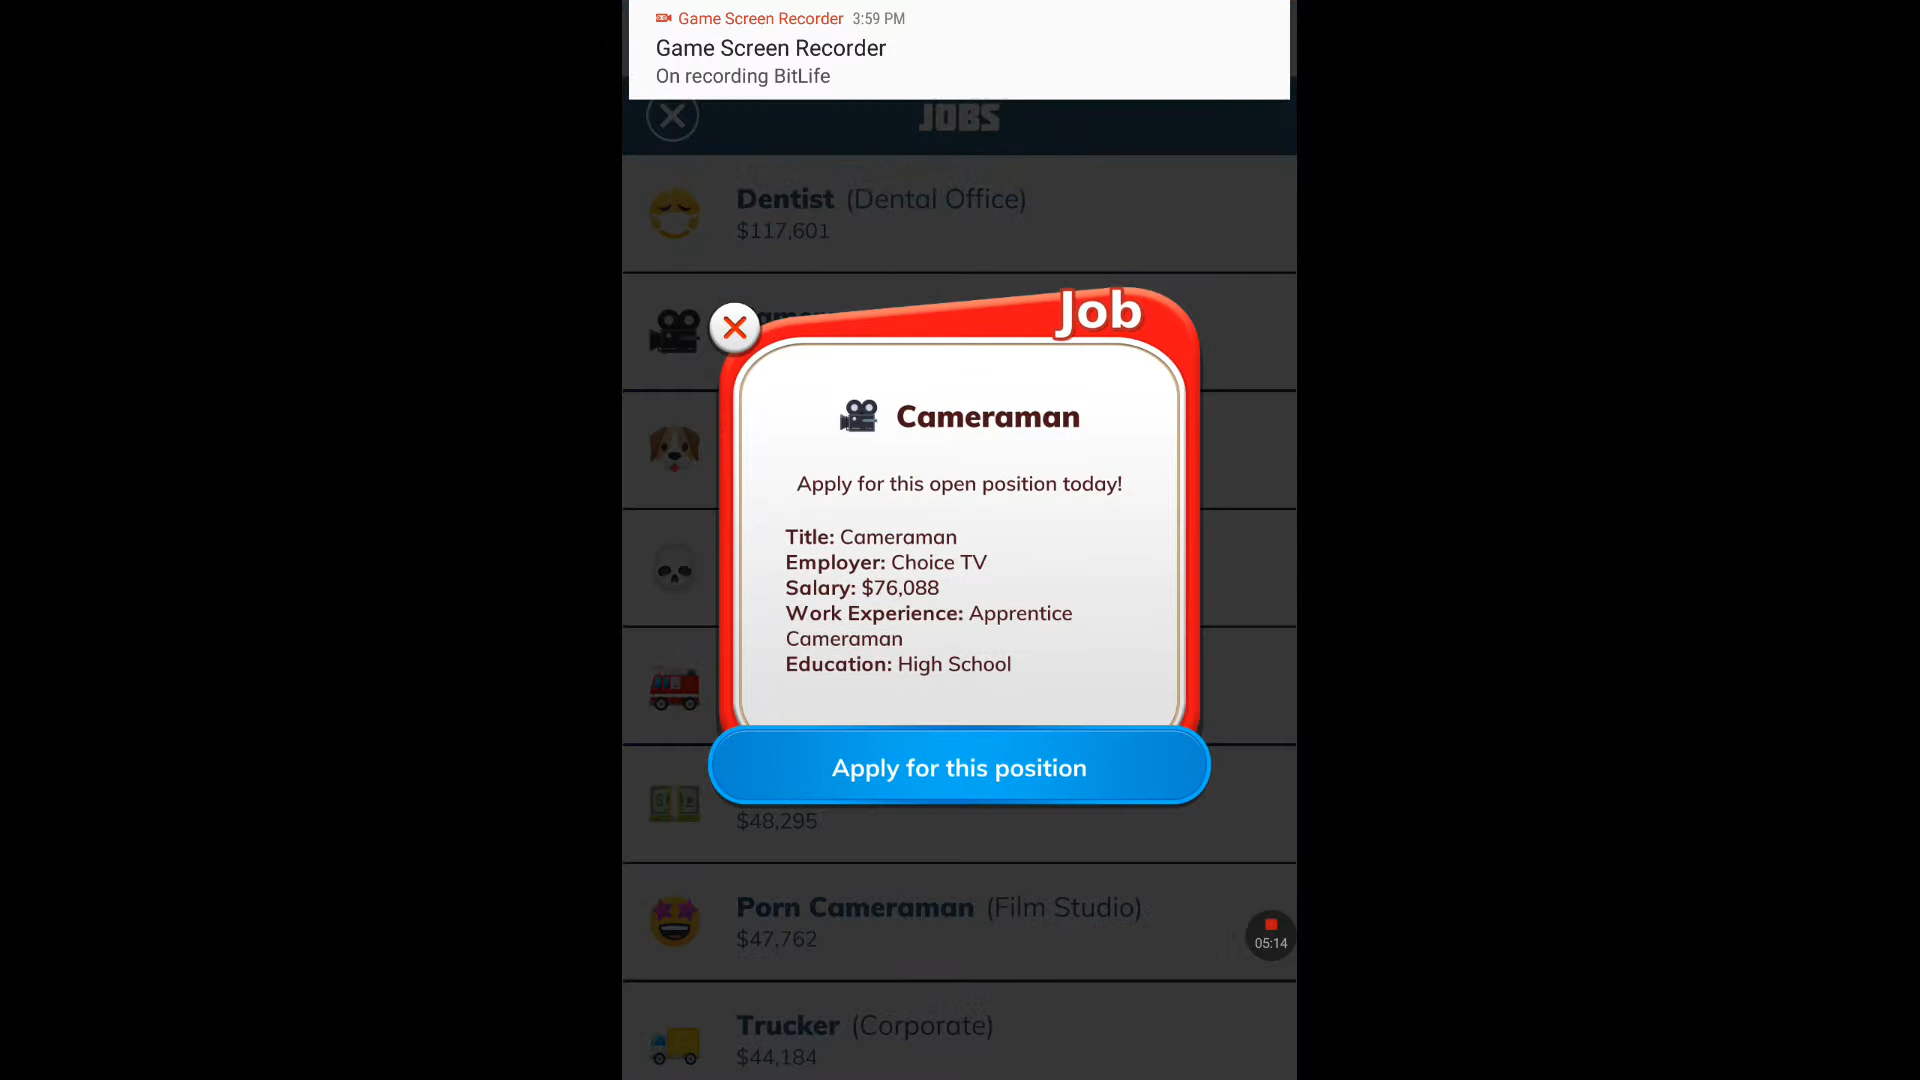 Game Screen Recorder 3:59 PM
Game Screen Recorder
On recording BitLife
JOBS
Dentist (Dental Office)
$117,601
Job
Cameraman
Apply for this open position today!
Title: Cameraman
Employer: Choice TV
Salary: $76,088
Work Experience: Apprentice
Cameraman
Education: High School
Apply for this position
$48,295
Porn Cameraman (Film Studio)
$47,762
05:14
Trucker (Corporate)
$44,184